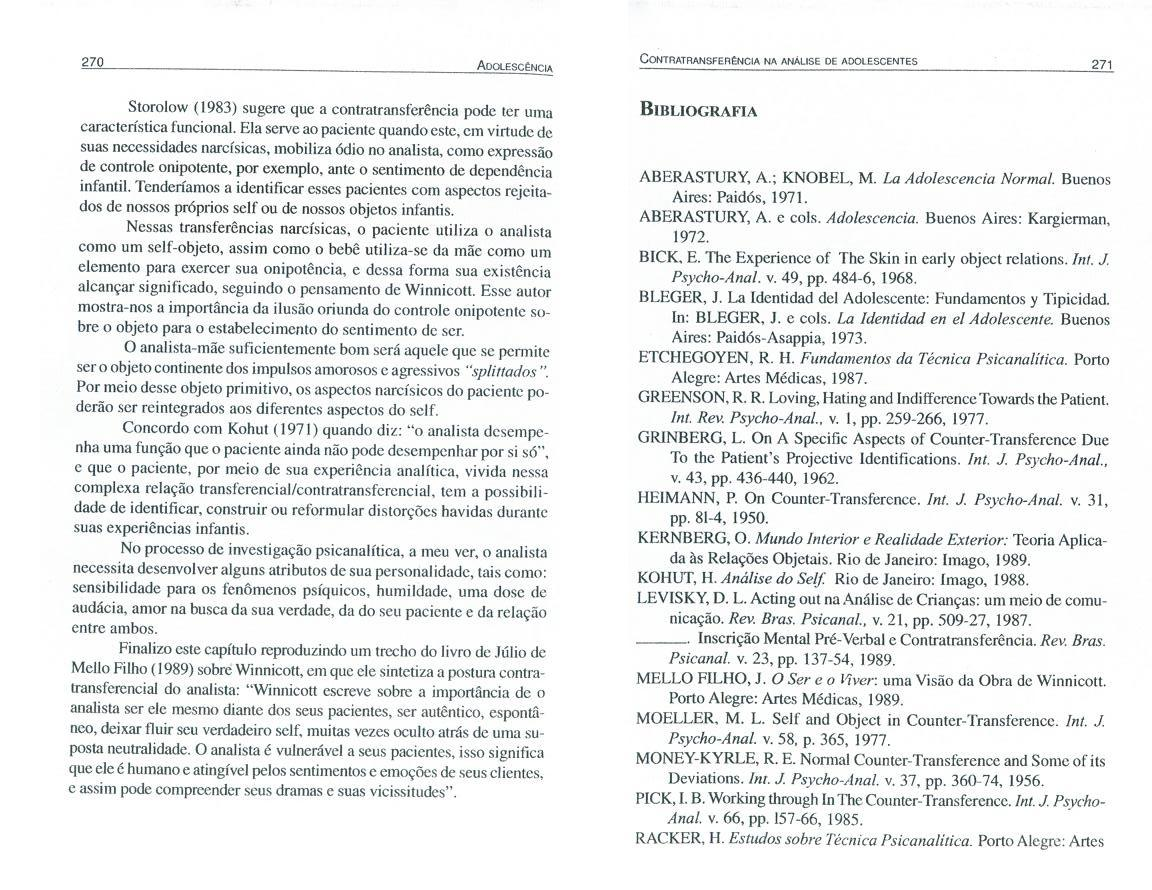 270
ADOLESCÊNCIA
Storolow (1983) sugere que a contratransferência pode ter uma
característica funcional. Ela serve ao paciente quando este, em virtude de
suas necessidades narcísicas, mobiliza ódio no analista, como expressão
de controle onipotente, por exemplo, ante o sentimento de dependência
infantil. Tenderíamos a identificar esses pacientes com aspectos rejeita-
dos de nossos próprios self ou de nossos objetos infantis.
Nessas transferências narcísicas, o paciente utiliza o analista
como um self-objeto, assim como o bebê utiliza-se da mãe como um
elemento para exercer sua onipotência, e dessa forma sua existência
alcançar significado, seguindo o pensamento de Winnicott. Esse autor
mostra-nos a importância da ilusão oriunda do controle onipotente so-
bre o objeto para o estabelecimento do sentimento de ser.
O analista-mãe suficientemente bom será aquele que se permite
ser o objeto continente dos impulsos amorosos e agressivos "splittados".
Por meio desse objeto primitivo, os aspectos narcísicos do paciente po-
derão ser reintegrados aos diferentes aspectos do self.
Concordo com Kohut (1971) quando diz: "o analista desempe-
nha uma função que o paciente ainda não pode desempenhar por si só",
e que o paciente, por meio de sua experiência analítica, vivida nessa
complexa relação transferencial/contratransferencial, tem a possibili-
dade de identificar, construir ou reformular distorções havidas durante
suas experiências infantis.
No processo de investigação psicanalítica, a meu ver, o analista
necessita desenvolver alguns atributos de sua personalidade, tais como:
sensibilidade para os fenômenos psíquicos, humildade, uma dose de
audácia, amor na busca da sua verdade, da do seu paciente e da relação
entre ambos.
Finalizo este capítulo reproduzindo um trecho do livro de Júlio de
Mello Filho (1989) sobre Winnicott, em que ele sintetiza a postura contra-
transferencial do analista: "Winnicott escreve sobre a importância de o
analista ser ele mesmo diante dos seus pacientes, ser autêntico, espontâ-
neo, deixar fluir seu verdadeiro self, muitas vezes oculto atrás de uma su-
posta neutralidade. O analista é vulnerável a seus pacientes, isso significa
que ele é humano e atingível pelos sentimentos e emoções de seus clientes,
e assim pode compreender seus dramas e suas vicissitudes".
CONTRATRANSFERÊNCIA NA ANÁLISE DE ADOLESCENTES
271
BIBLIOGRAFIA
ABERASTURY, A.; KNOBEL, M. La Adolescencia Normal. Buenos
Aires: Paidós, 1971.
ABERASTURY, A. e cols. Adolescencia. Buenos Aires: Kargierman,
1972.
BICK, E. The Experience of The Skin in early object relations. Int. J.
Psycho-Anal. v. 49, pp. 484-6, 1968.
BLEGER, J. La Identidad del Adolescente: Fundamentos y Tipicidad.
In: BLEGER, J. e cols. La Identidad en el Adolescente. Buenos
Aires: Paidós-Asappia, 1973.
ETCHEGOYEN, R. H. Fundamentos da Técnica Psicanalítica. Porto
Alegre: Artes Médicas, 1987.
GREENSON, R. R. Loving, Hating and Indifference Towards the Patient.
Int. Rev. Psycho-Anal., v. 1, pp. 259-266, 1977.
GRINBERG, L. On A Specific Aspects of Counter-Transference Due
To the Patient's Projective Identifications. Int. J. Psycho-Anal.,
v. 43, pp. 436-440, 1962.
HEIMANN, P. On Counter-Transference. Int. J. Psycho-Anal. v. 31,
pp. 8l-4, 1950.
KERNBERG, O. Mundo Interior e Realidade Exterior: Teoria Aplica-
da às Relações Objetais. Rio de Janeiro: Imago, 1989.
KOHUT, H. Análise do Self. Rio de Janeiro: Imago, 1988.
LEVISKY, D. L. Acting out na Análise de Crianças: um meio de comu-
nicação. Rev. Bras. Psicanal., v. 21, pp. 509-27, 1987.
______. Inscrição Mental Pré-Verbal e Contratransferência. Rev. Bras.
Psicanal. v. 23, pp. 137-54, 1989.
MELLO FILHO, J. O Ser e o Viver: uma Visão da Obra de Winnicott.
Porto Alegre: Artes Médicas, 1989.
MOELLER, M. L. Self and Object in Counter-Transference. Int. J.
Psycho-Anal. v. 58, p. 365, 1977.
MONEY-KYRLE, R. E. Normal Counter-Transference and Some of its
Deviations. Int. J. Psycho-Anal. v. 37, pp. 360-74, 1956.
PICK, I. B. Working through In The Counter-Transference. Int. J. Psycho-
Anal. v. 66, pp. l57-66, 1985.
RACKER, H. Estudos sobre Técnica Psicanalítica. Porto Alegre: Artes